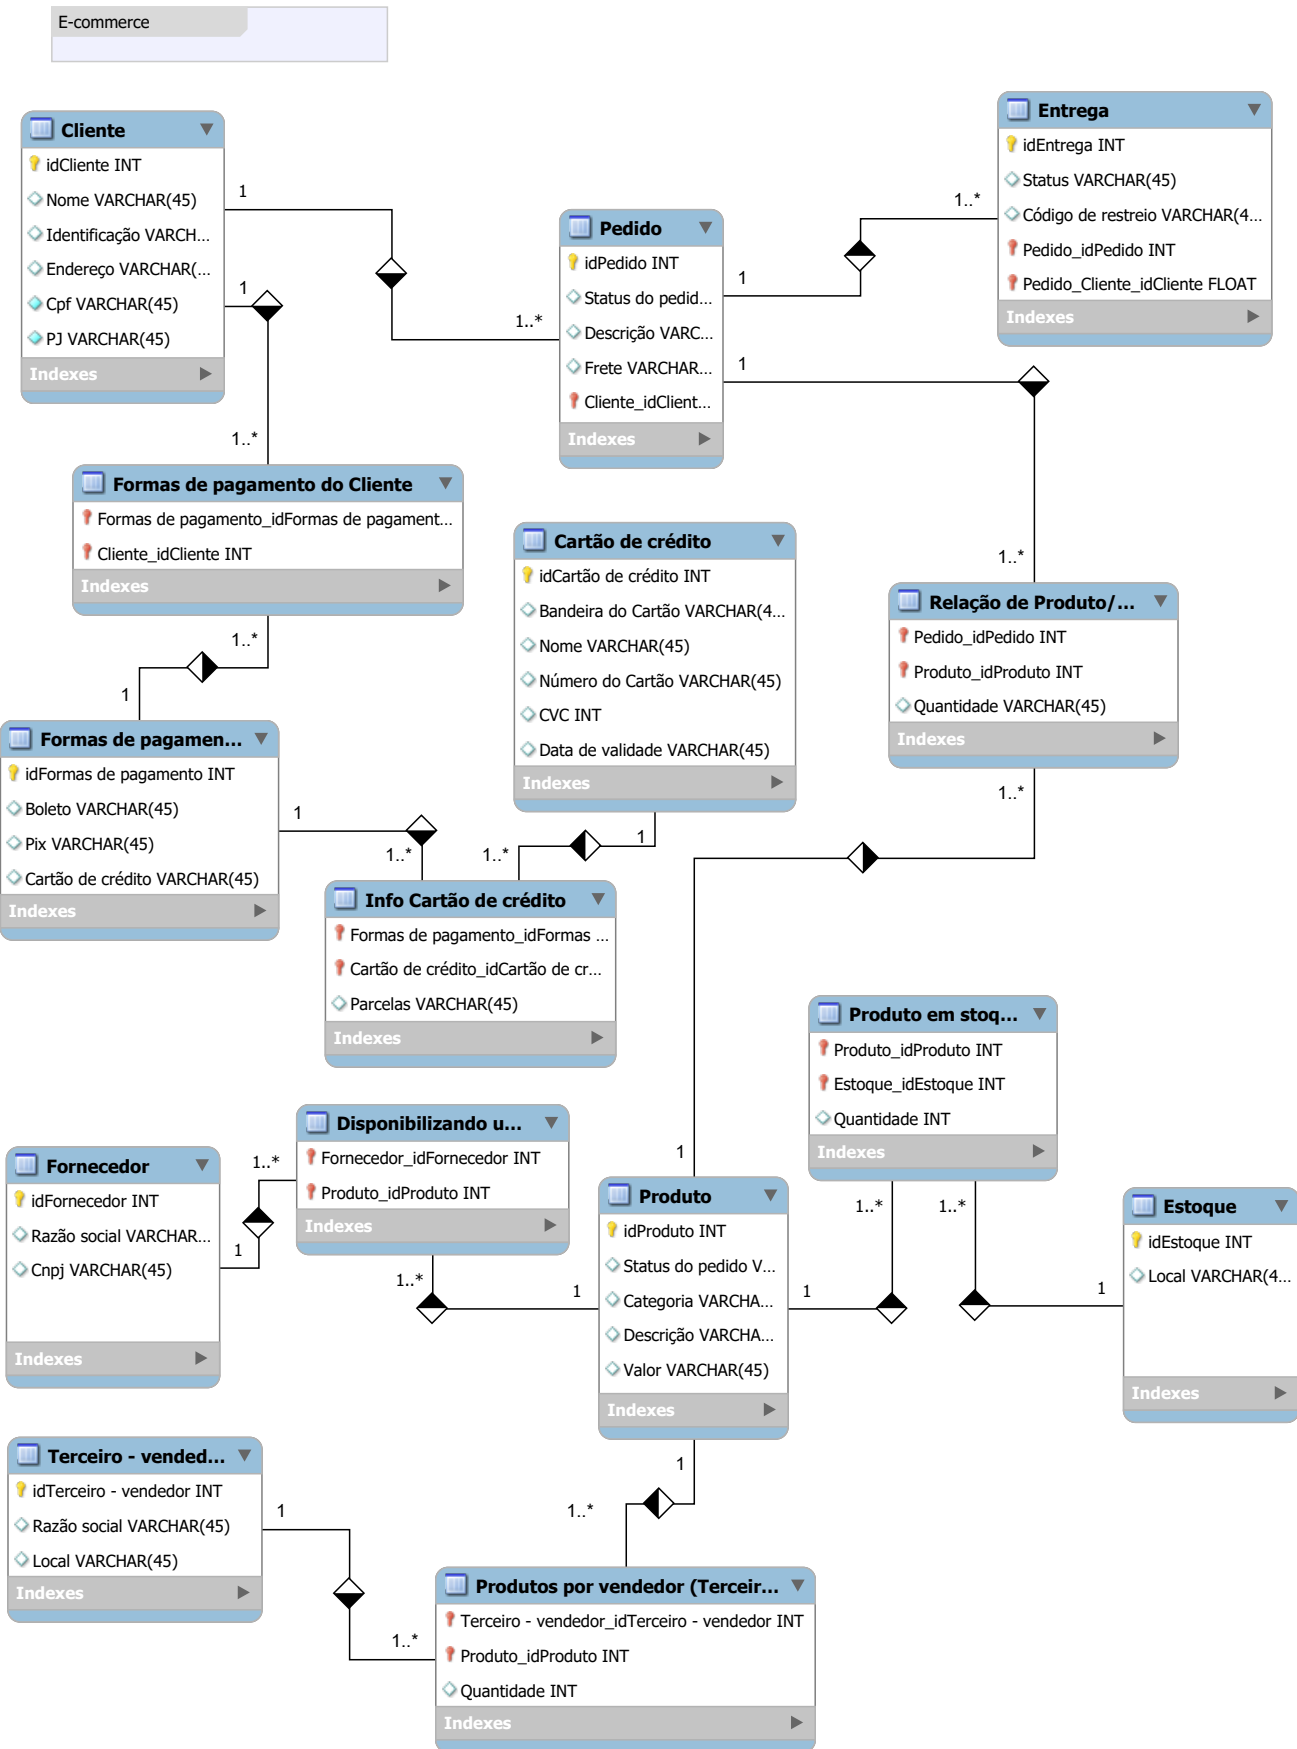 E-commerce
Cliente
idCliente INT
Nome VARCHAR(45)
Identificação VARCH...
Endereço VARCHAR(...
Cpf VARCHAR(45)
PJ VARCHAR(45)
Indexes
Entrega
idEntrega INT
Status VARCHAR(45)
Código de restreio VARCHAR(4...
Pedido_idPedido INT
Pedido_Cliente_idCliente FLOAT
Indexes
Pedido
idPedido INT
Status do pedid...
Descrição VARC...
Frete VARCHAR...
Cliente_idClient...
Indexes
1
1..*
1
1..*
1
1..*
1
1..*
Formas de pagamento do Cliente
Formas de pagamento_idFormas de pagament...
Cliente_idCliente INT
Indexes
1..*
1
Cartão de crédito
idCartão de crédito INT
Bandeira do Cartão VARCHAR(4...
Nome VARCHAR(45)
Número do Cartão VARCHAR(45)
CVC INT
Data de validade VARCHAR(45)
Indexes
Relação de Produto/...
Pedido_idPedido INT
Produto_idProduto INT
Quantidade VARCHAR(45)
Indexes
1..*
1
Formas de pagamen...
idFormas de pagamento INT
Boleto VARCHAR(45)
Pix VARCHAR(45)
Cartão de crédito VARCHAR(45)
Indexes
1
1..*
1..*
1
Info Cartão de crédito
Formas de pagamento_idFormas ...
Cartão de crédito_idCartão de cr...
Parcelas VARCHAR(45)
Indexes
Produto em stoq...
Produto_idProduto INT
Estoque_idEstoque INT
Quantidade INT
Indexes
Disponibilizando u...
Fornecedor_idFornecedor INT
Produto_idProduto INT
Indexes
Fornecedor
idFornecedor INT
Razão social VARCHAR...
Cnpj VARCHAR(45)
Indexes
1..*
1
1..*
1
Produto
idProduto INT
Status do pedido V...
Categoria VARCHA...
Descrição VARCHA...
Valor VARCHAR(45)
Indexes
1..*
1
1..*
1
Estoque
idEstoque INT
Local VARCHAR(4...
Indexes
Terceiro - vended...
idTerceiro - vendedor INT
Razão social VARCHAR(45)
Local VARCHAR(45)
Indexes
1
1..*
1
1..*
Produtos por vendedor (Terceir...
Terceiro - vendedor_idTerceiro - vendedor INT
Produto_idProduto INT
Quantidade INT
Indexes